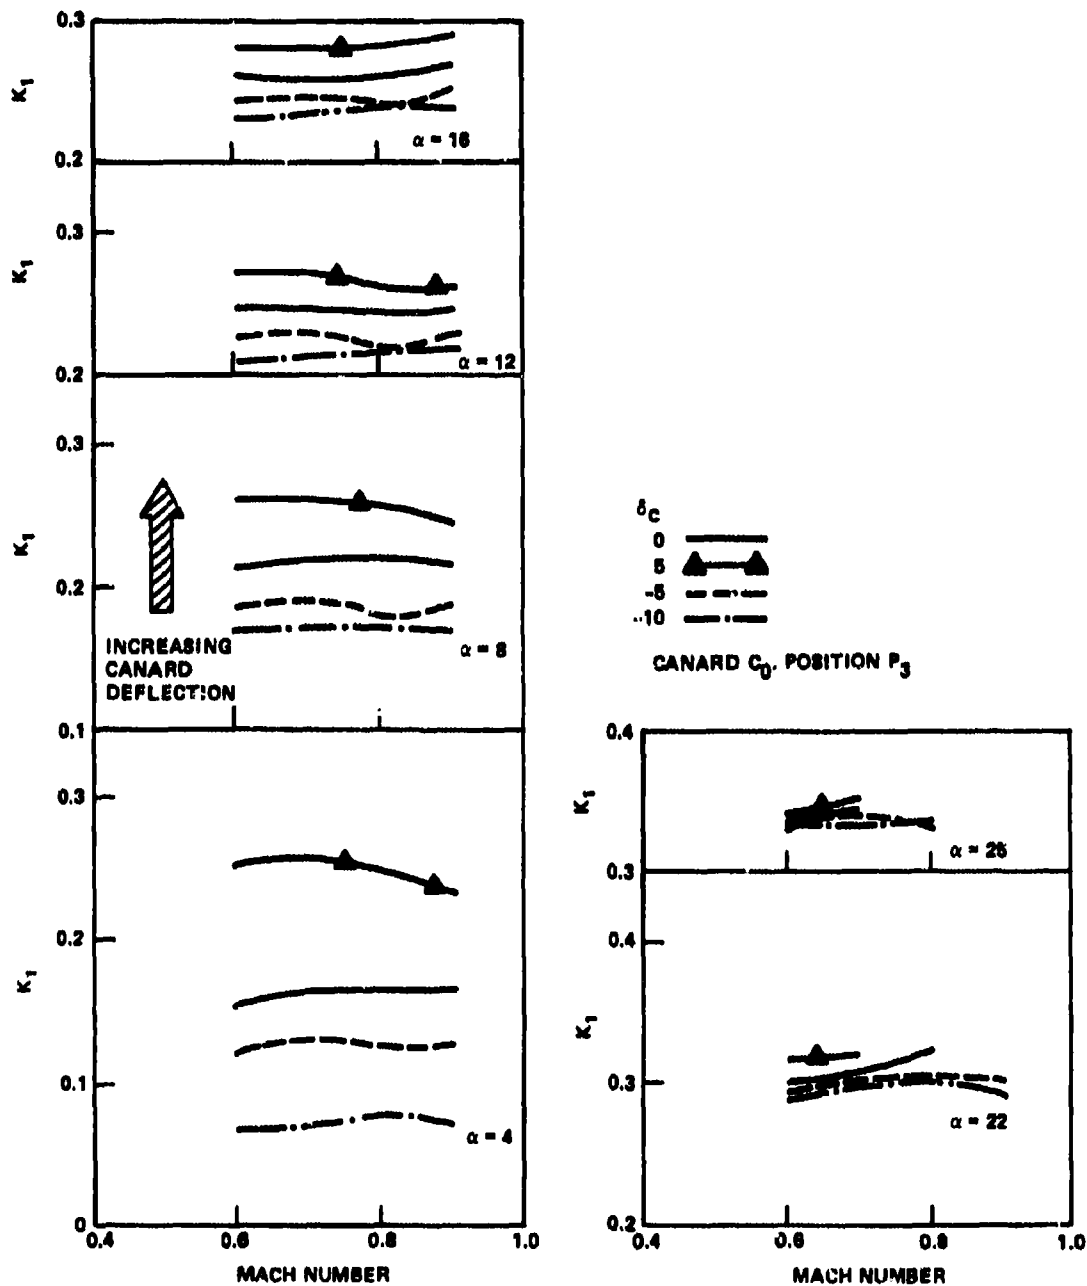 0.3
K1
α = 16
0.2
0.3
K1
α = 12
0.2
0.3
K1
0.2
INCREASING
CANARD
DEFLECTION
α = 8
0.1
0.3
0.2
K1
0.1
α = 4
0
0.4 0.6 0.8 1.0
MACH NUMBER
δC
0
5
-5
-10
CANARD C0, POSITION P3
0.4
K1
α = 25
0.3
0.4
K1
0.3
α = 22
0.2
0.4 0.6 0.8 1.0
MACH NUMBER